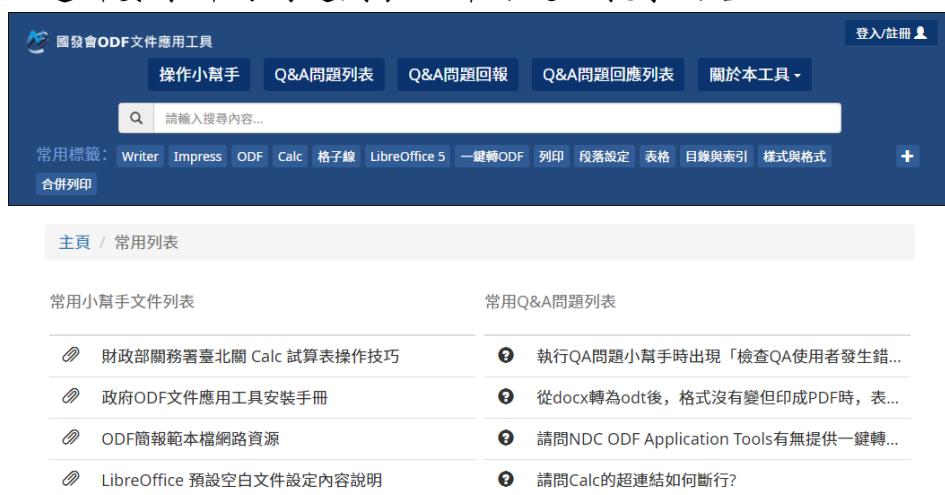 國發會ODF文件應用工具
登入/註冊
操作小幫手 Q&A問題列表 Q&A問題回報 Q&A問題回應列表 關於本工具
請輸入搜尋內容...
常用標籤: Writer Impress ODF Calc 格子線 LibreOffice 5 一鍵轉ODF 列印 段落設定 表格 目錄與索引 樣式與格式 +
合併列印
主頁 / 常用列表
常用小幫手文件列表
財政部關務署臺北關 Calc 試算表操作技巧
政府ODF文件應用工具安裝手冊
ODF簡報範本檔網路資源
LibreOffice 預設空白文件設定內容說明
常用Q&A問題列表
執行QA問題小幫手時出現「檢查QA使用者發生錯...
從docx轉為odt後，格式沒有變但印成PDF時，表...
請問NDC ODF Application Tools有無提供一鍵轉...
請問Calc的超連結如何斷行?